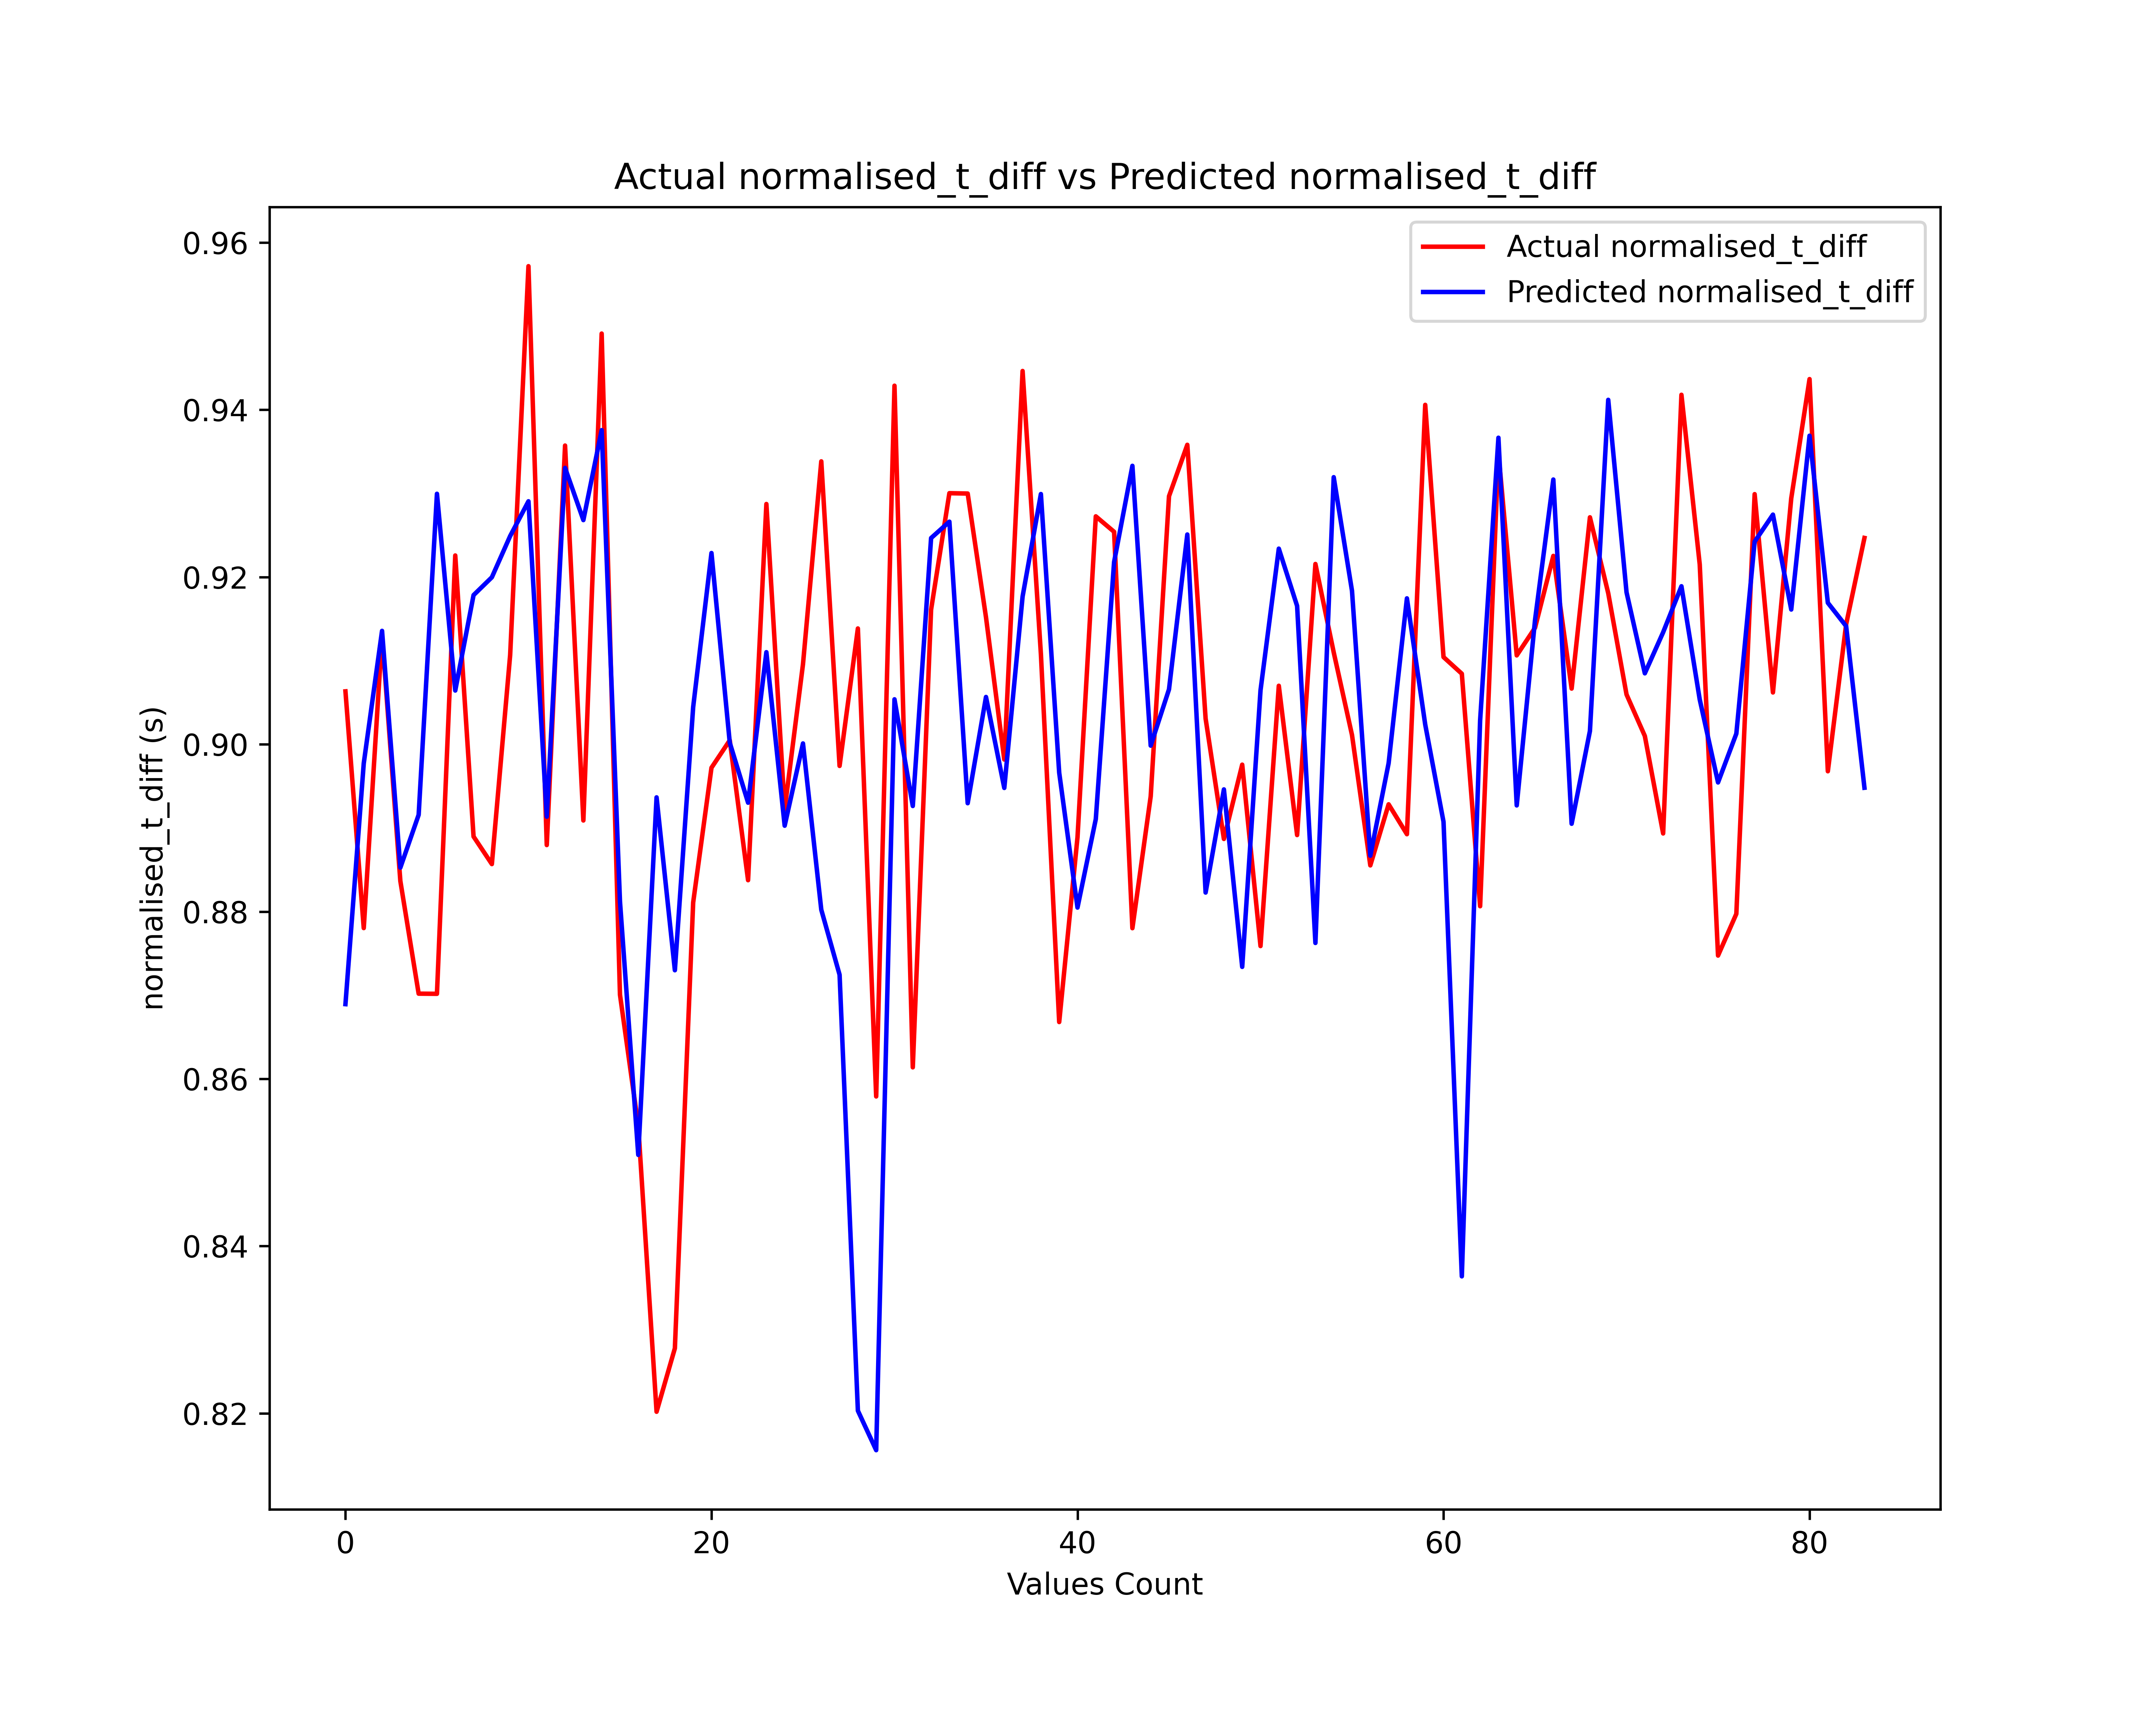 Actual normalised_t_diff vs Predicted normalised_t_diff
Actual normalised_t_diff
Predicted normalised_t_diff
normalised_t_diff (s)
0.96
0.94
0.92
0.90
0.88
0.86
0.84
0.82
0 20 40 60 80
Values Count